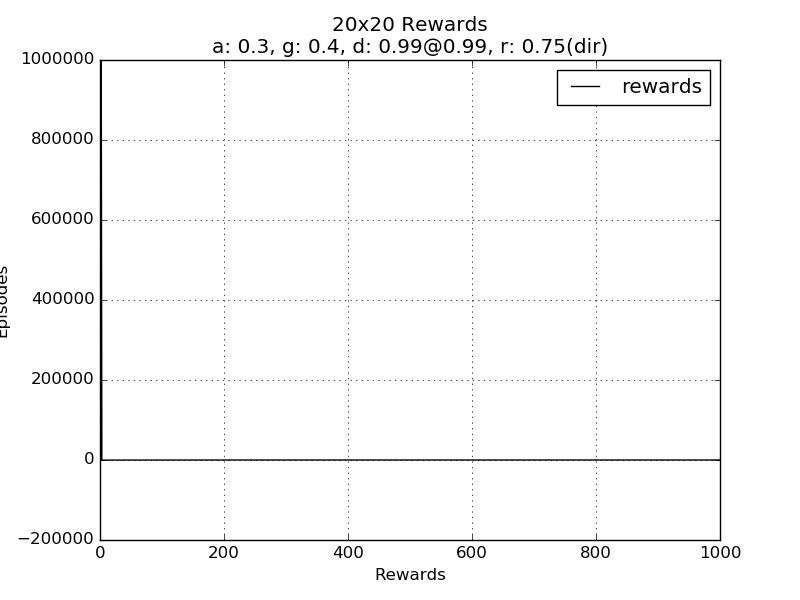 20x20 Rewards
a: 0.3, g: 0.4, d: 0.99@0.99, r: 0.75(dir)
rewards
1000000
800000
600000
400000
200000
0
−200000
Episodes
0 200 400 600 800 1000
Rewards